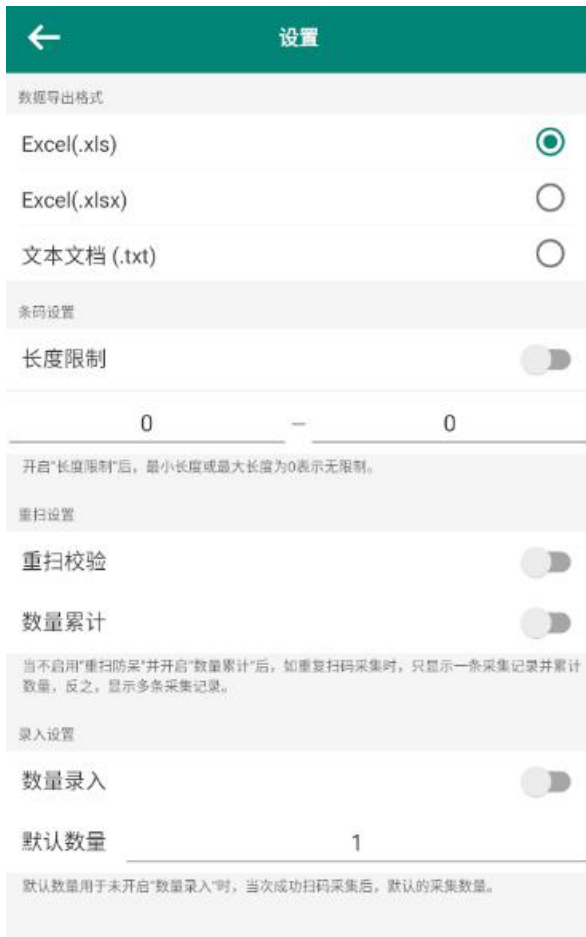 设置
数据导出格式
Excel(.xls)
Excel(.xlsx)
文本文档 (.txt)
条码设置
长度限制
0 — 0
开启"长度限制"后，最小长度或最大长度为0表示无限制。
重扫设置
重扫校验
数量累计
当不启用"重扫防呆"并开启"数量累计"后，如重复扫码采集时，只显示一条采集记录并累计
数量，反之，显示多条采集记录。
录入设置
数量录入
默认数量 1
默认数量用于未开启"数量录入"时，当次成功扫码采集后，默认的采集数量。